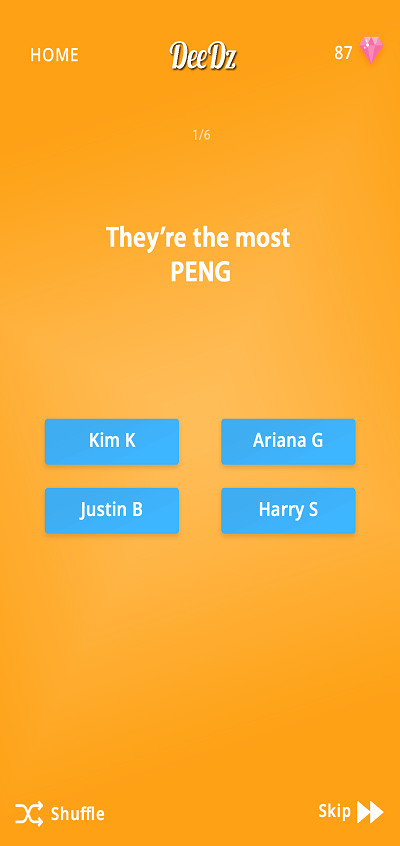 HOME
DeeDz
87
1/6
They're the most
PENG
Kim K
Ariana G
Justin B
Harry S
Shuffle
Skip